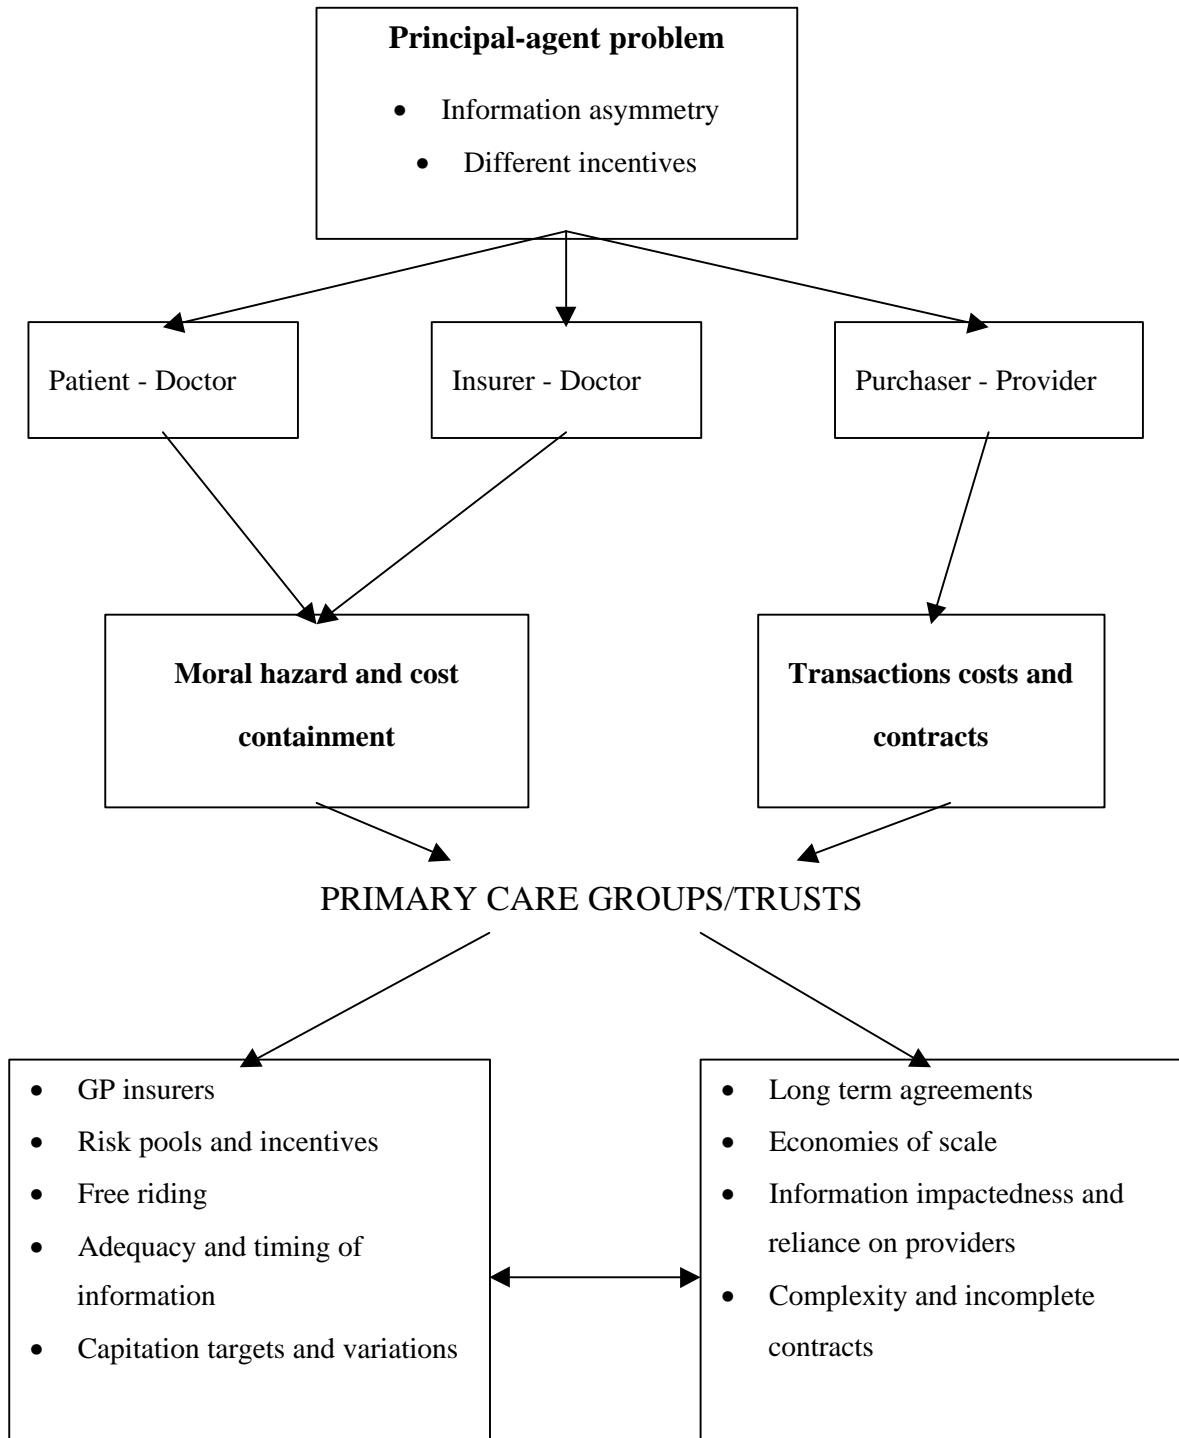 Principal-agent problem
• Information asymmetry
• Different incentives
Patient - Doctor
Insurer - Doctor
Purchaser - Provider
Moral hazard and cost
containment
Transactions costs and
contracts
PRIMARY CARE GROUPS/TRUSTS
• GP insurers
• Risk pools and incentives
• Free riding
• Adequacy and timing of
information
• Capitation targets and variations
• Long term agreements
• Economies of scale
• Information impactedness and
reliance on providers
• Complexity and incomplete
contracts